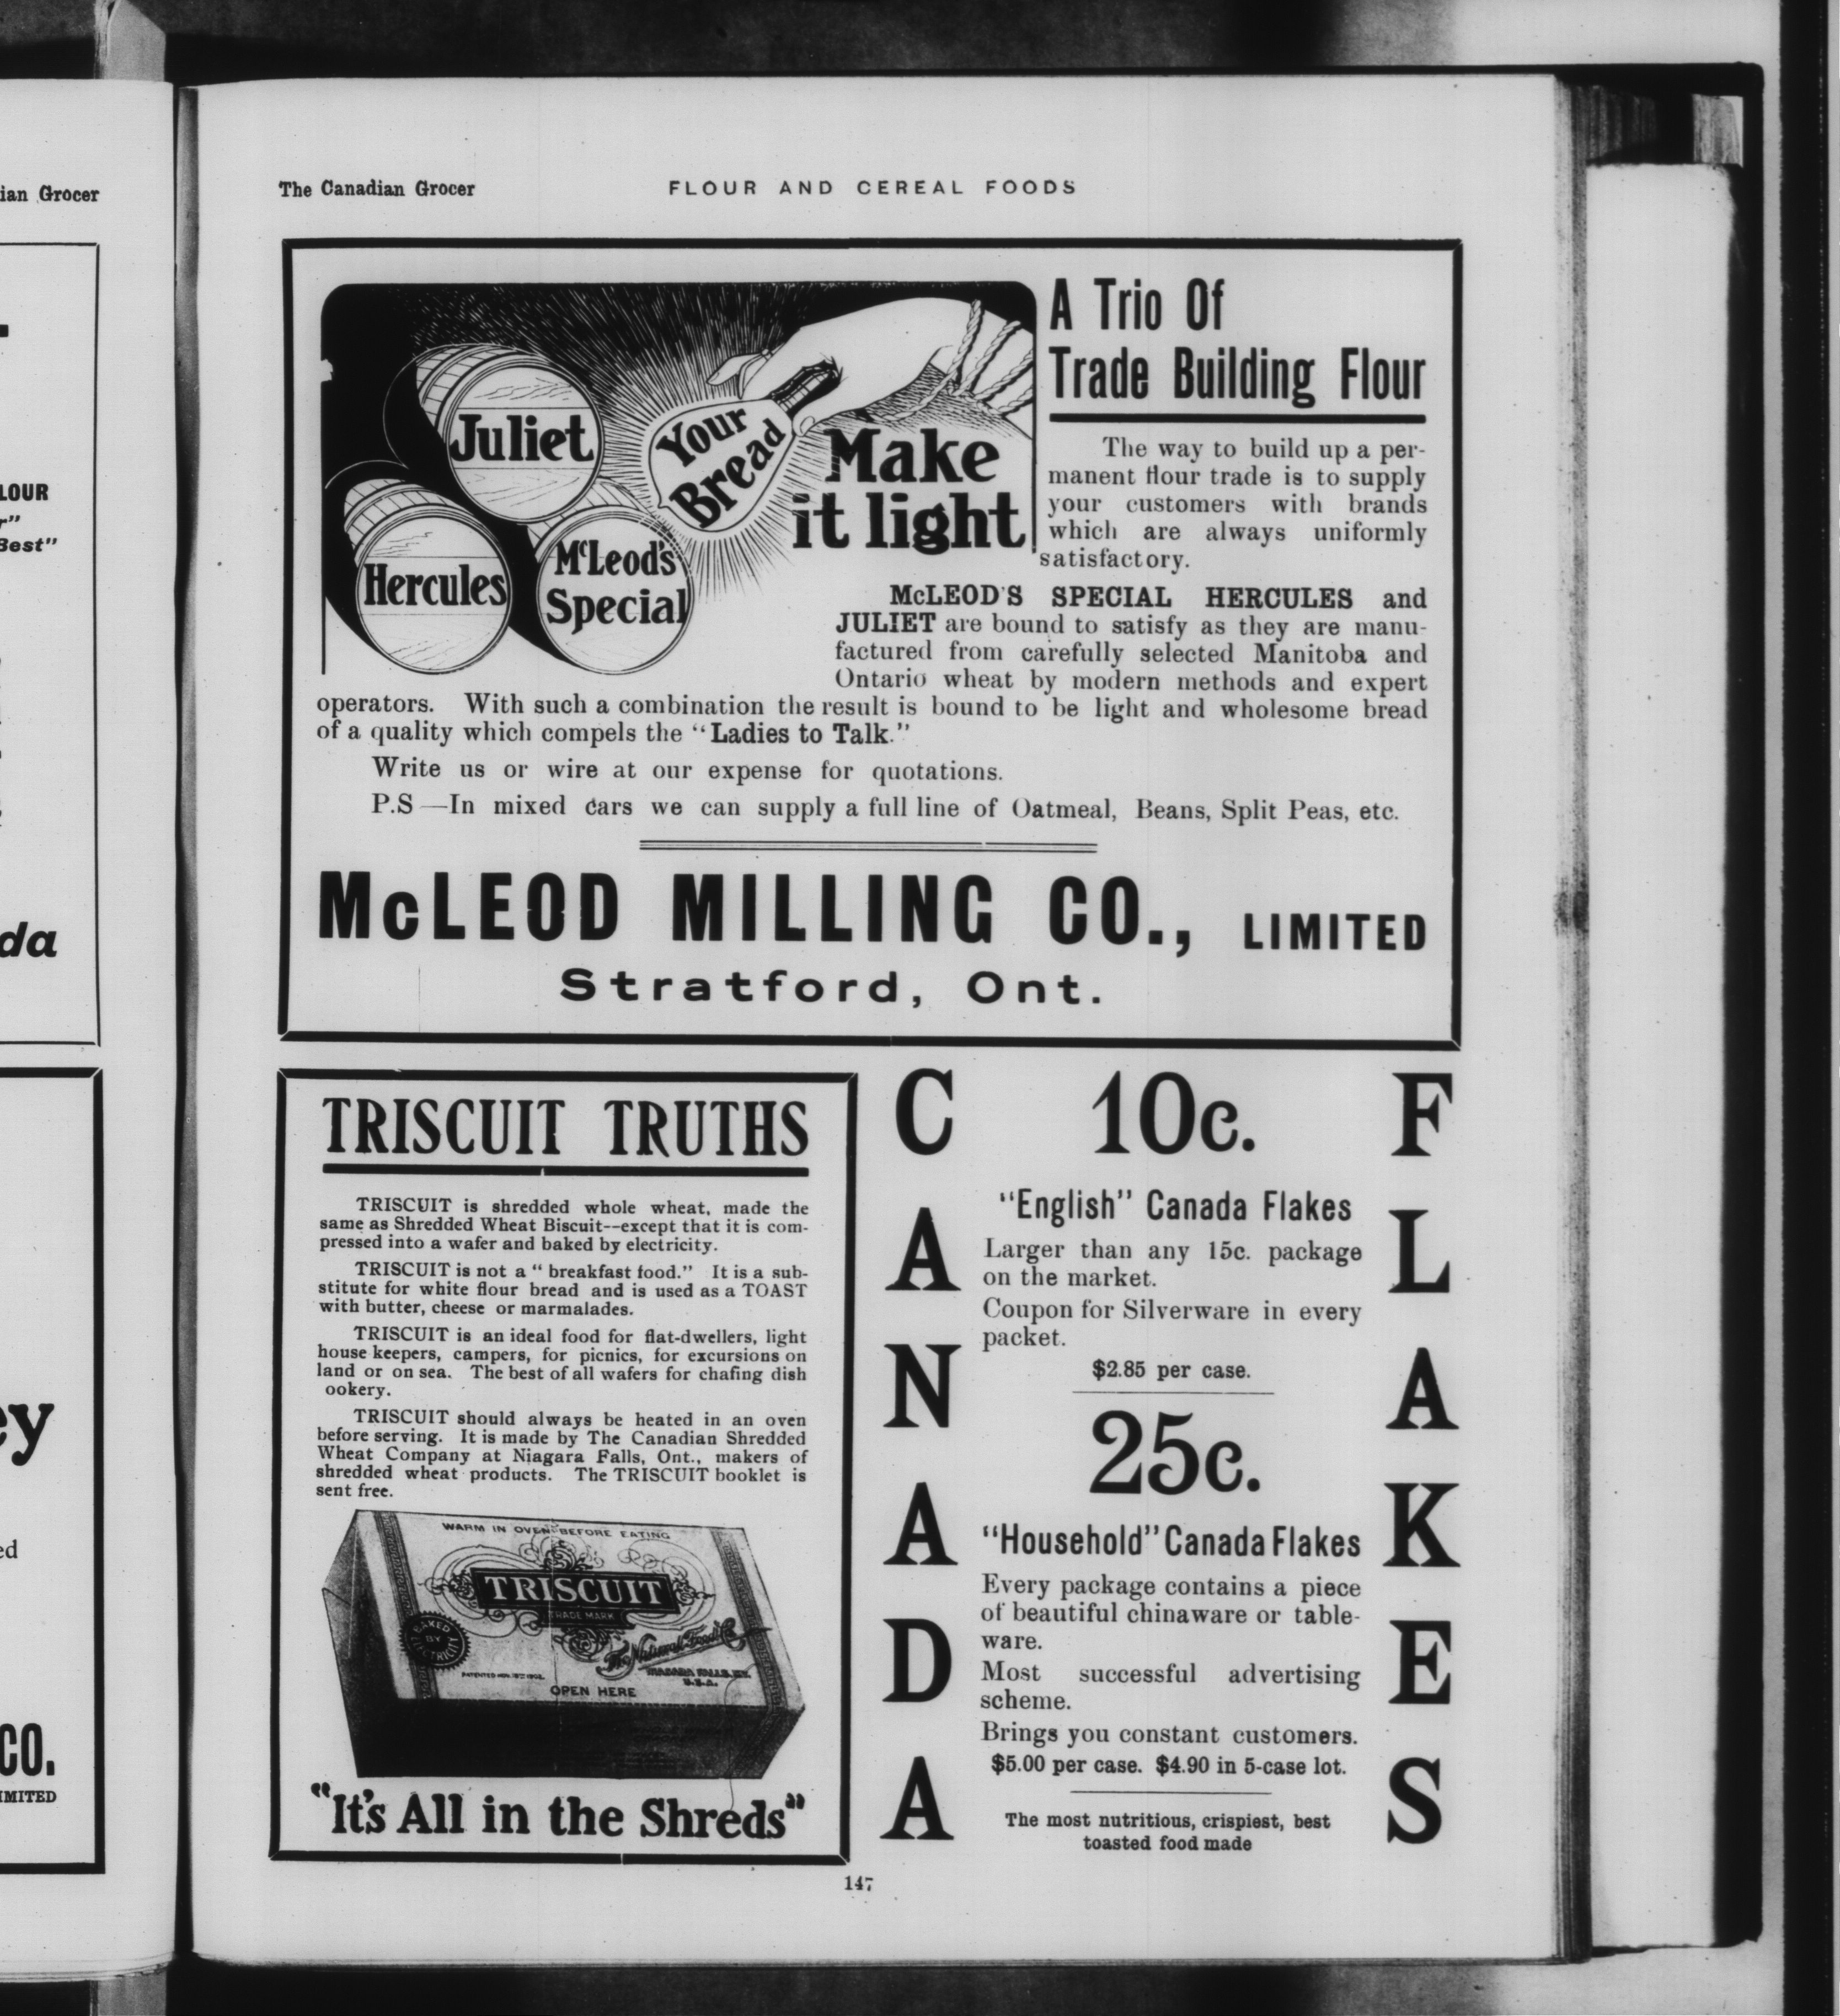 ian Grocer
LOUR
Best"
da
ey
ed
CO.
IMITED
The Canadian Grocer
FLOUR AND CEREAL FOODS
Juliet
Hercules
McLeod's
Special
Your
Bread
Make
it light
A Trio Of
Trade Building Flour
The way to build up a per-
manent flour trade is to supply
your customers with brands
which are always uniformly
satisfactory.
McLEOD'S SPECIAL HERCULES and
JULIET are bound to satisfy as they are manu-
factured from carefully selected Manitoba and
Ontario wheat by modern methods and expert
operators. With such a combination the result is bound to be light and wholesome bread
of a quality which compels the "Ladies to Talk."
Write us or wire at our expense for quotations.
P.S —In mixed cars we can supply a full line of Oatmeal, Beans, Split Peas, etc.
McLEOD MILLING CO., LIMITED
Stratford, Ont.
TRISCUIT TRUTHS
TRISCUIT is shredded whole wheat, made the
same as Shredded Wheat Biscuit--except that it is com-
pressed into a wafer and baked by electricity.
TRISCUIT is not a " breakfast food." It is a sub-
stitute for white flour bread and is used as a TOAST
with butter, cheese or marmalades.
TRISCUIT is an ideal food for flat-dwellers, light
house keepers, campers, for picnics, for excursions on
land or on sea. The best of all wafers for chafing dish
ookery.
TRISCUIT should always be heated in an oven
before serving. It is made by The Canadian Shredded
Wheat Company at Niagara Falls, Ont., makers of
shredded wheat products. The TRISCUIT booklet is
sent free.
WARM IN OVEN BEFORE EATING
TRISCUIT
TRADE MARK
BAKED
BY
ELECTRICITY
The Natural Food Co.
NIAGARA FALLS, N.Y.
U.S.A.
OPEN HERE
"It's All in the Shreds"
CANADA
10c.
"English" Canada Flakes
Larger than any 15c. package
on the market.
Coupon for Silverware in every
packet.
$2.85 per case.
25c.
"Household" Canada Flakes
Every package contains a piece
of beautiful chinaware or table-
ware.
Most successful advertising
scheme.
Brings you constant customers.
$5.00 per case. $4.90 in 5-case lot.
The most nutritious, crispiest, best
toasted food made
FLAKES
147